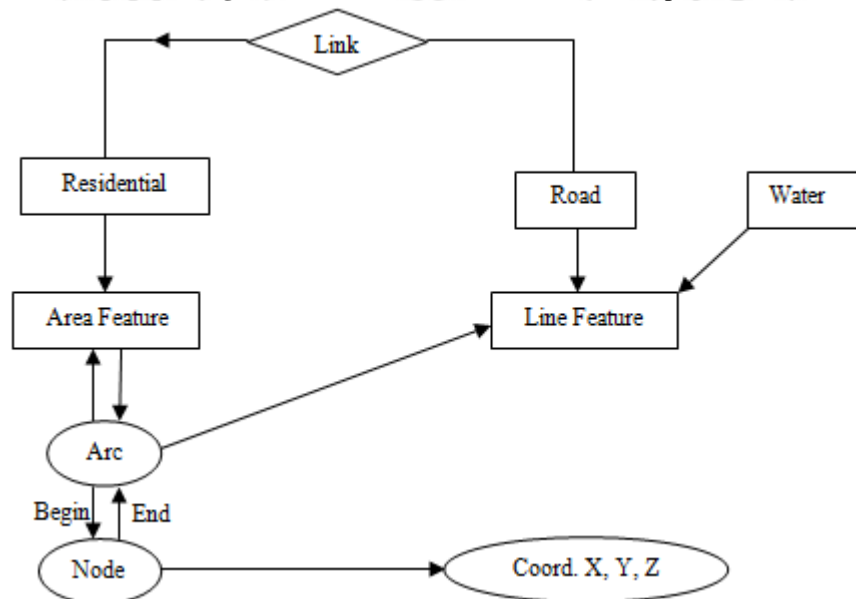 Link
Residential
Road
Water
Area Feature
Line Feature
Arc
Begin
End
Node
Coord. X, Y, Z